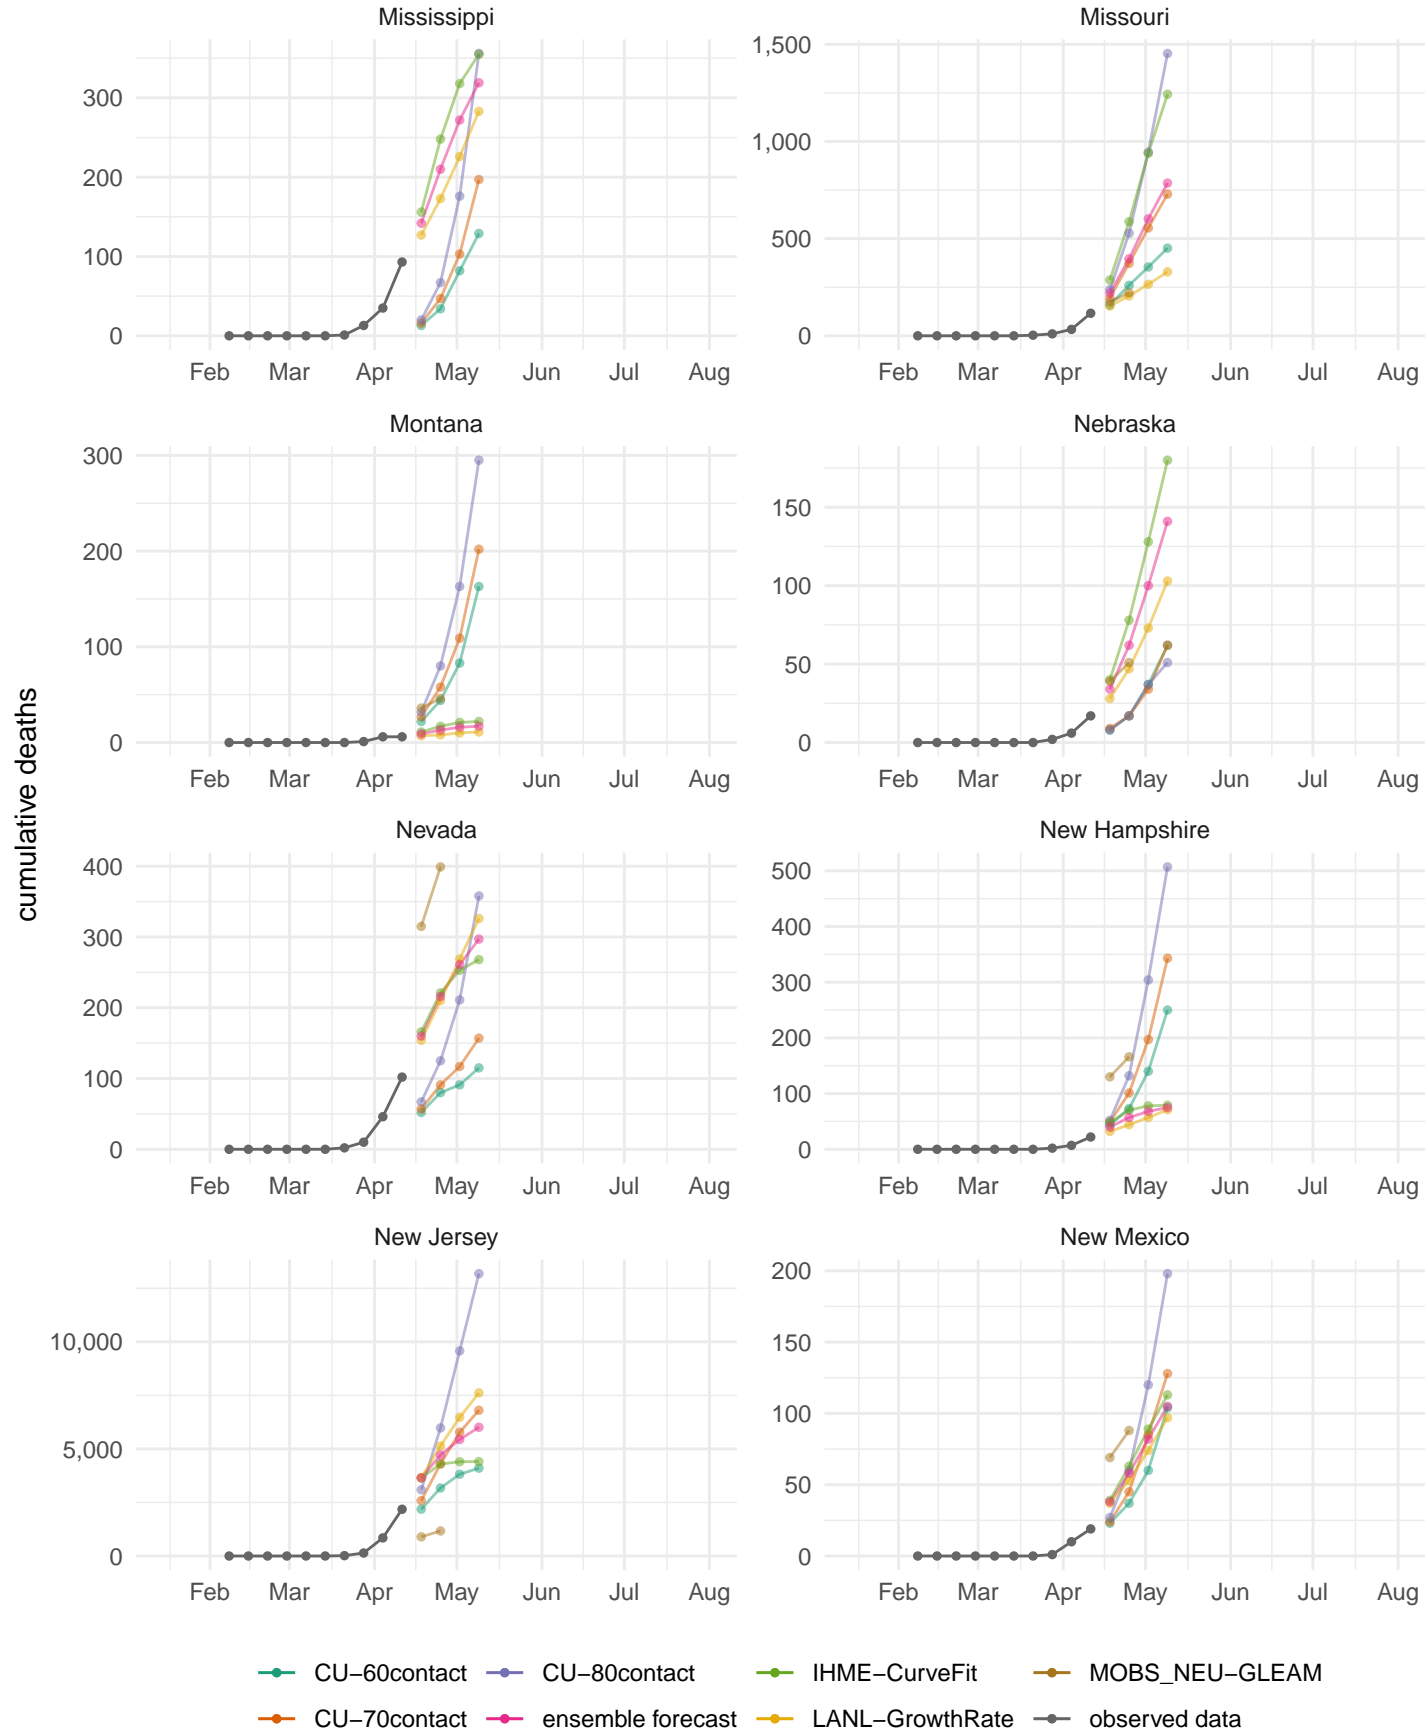 Mississippi
Missouri
300
200
100
0
1,500
1,000
500
0
Feb Mar Apr May Jun Jul Aug
Feb Mar Apr May Jun Jul Aug
Montana
Nebraska
300
200
100
0
150
100
50
0
Feb Mar Apr May Jun Jul Aug
Feb Mar Apr May Jun Jul Aug
cumulative deaths
Nevada
New Hampshire
400
300
200
100
0
500
400
300
200
100
0
Feb Mar Apr May Jun Jul Aug
Feb Mar Apr May Jun Jul Aug
New Jersey
New Mexico
10,000
5,000
0
200
150
100
50
0
Feb Mar Apr May Jun Jul Aug
Feb Mar Apr May Jun Jul Aug
CU−60contact CU−80contact IHME−CurveFit MOBS_NEU−GLEAM
CU−70contact ensemble forecast LANL−GrowthRate observed data